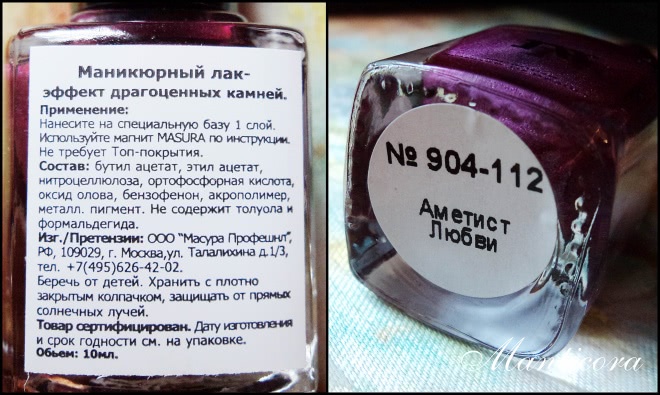 Маникюрный лак-
эффект драгоценных камней.
Применение:
Нанесите на специальную базу 1 слой.
Используйте магнит MASURA по инструкции.
Не требует Топ-покрытия.
Состав: бутил ацетат, этил ацетат,
нитроцеллюлоза, ортофосфорная кислота,
оксид олова, бензофенон, акрополимер,
металл. пигмент. Не содержит толуола и
формальдегида.
Изг./Претензии: ООО "Масура Профешнл",
РФ, 109029, г. Москва,ул. Талалихина д.1/3,
тел. +7(495)626-42-02.
Беречь от детей. Хранить с плотно
закрытым колпачком, защищать от прямых
солнечных лучей.
Товар сертифицирован. Дату изготовления
и срок годности см. на упаковке.
Обьем: 10мл.
№ 904-112
Аметист
Любви
Manticora